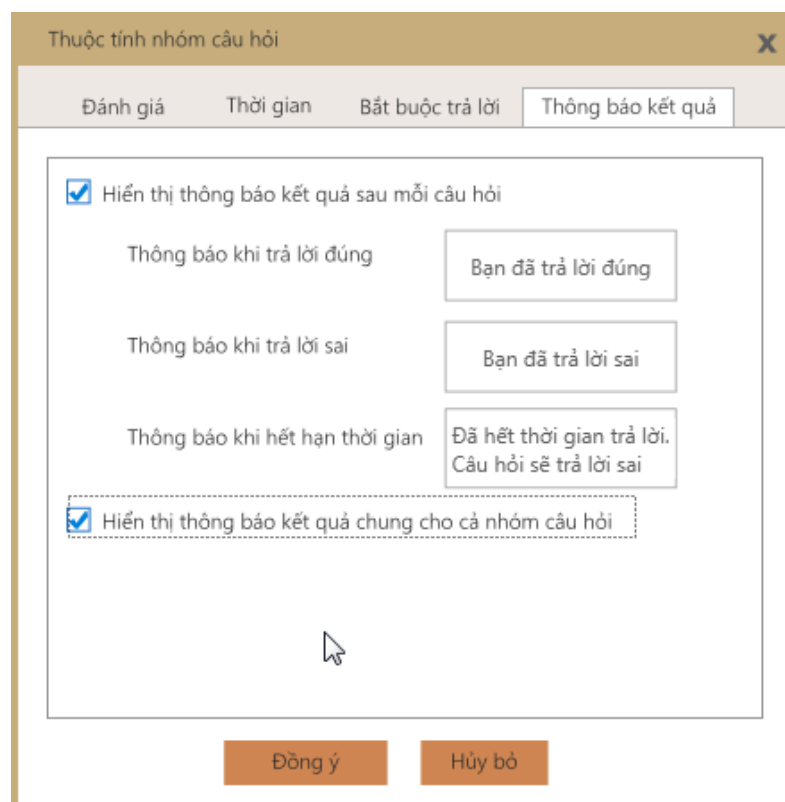 Thuộc tính nhóm câu hỏi
x
Đánh giá
Thời gian
Bắt buộc trả lời
Thông báo kết quả
Hiển thị thông báo kết quả sau mỗi câu hỏi
Thông báo khi trả lời đúng
Bạn đã trả lời đúng
Thông báo khi trả lời sai
Bạn đã trả lời sai
Thông báo khi hết hạn thời gian
Đã hết thời gian trả lời.
Câu hỏi sẽ trả lời sai
Hiển thị thông báo kết quả chung cho cả nhóm câu hỏi
Đồng ý
Hủy bỏ